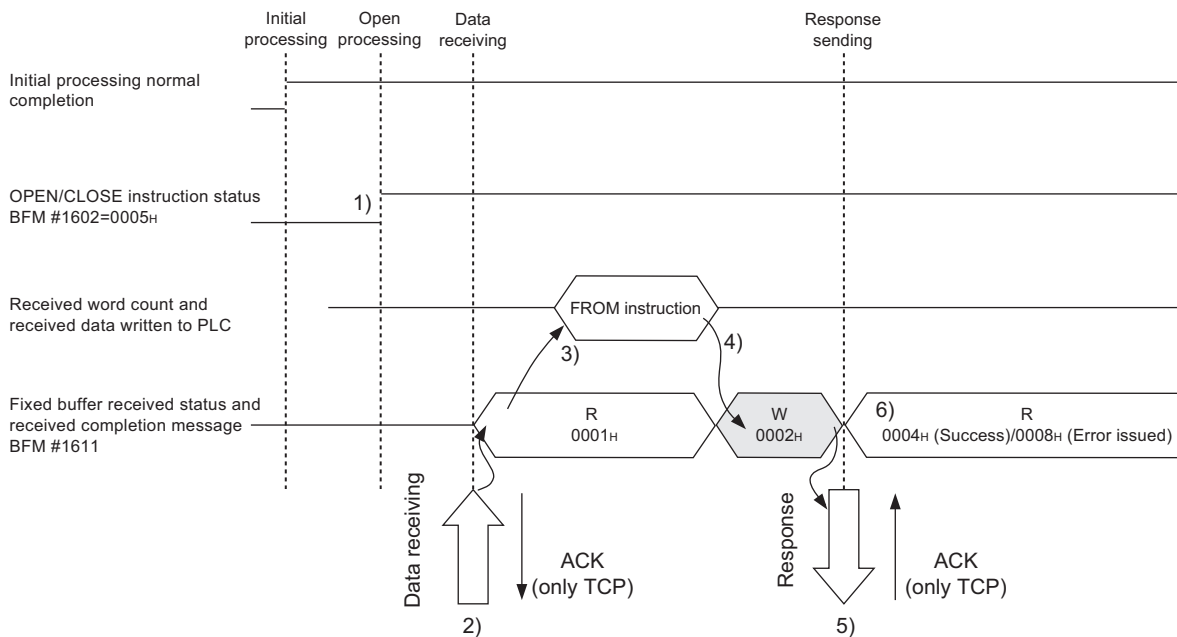 Initial
processing
Open
processing
Data
receiving
Response
sending
Initial processing normal
completion
OPEN/CLOSE instruction status
BFM #1602=0005H
1)
Received word count and
received data written to PLC
FROM instruction
3)
4)
Fixed buffer received status and
received completion message
BFM #1611
R
0001H
W
0002H
6)
R
0004H (Success)/0008H (Error issued)
Data receiving
ACK
(only TCP)
2)
Response
ACK
(only TCP)
5)